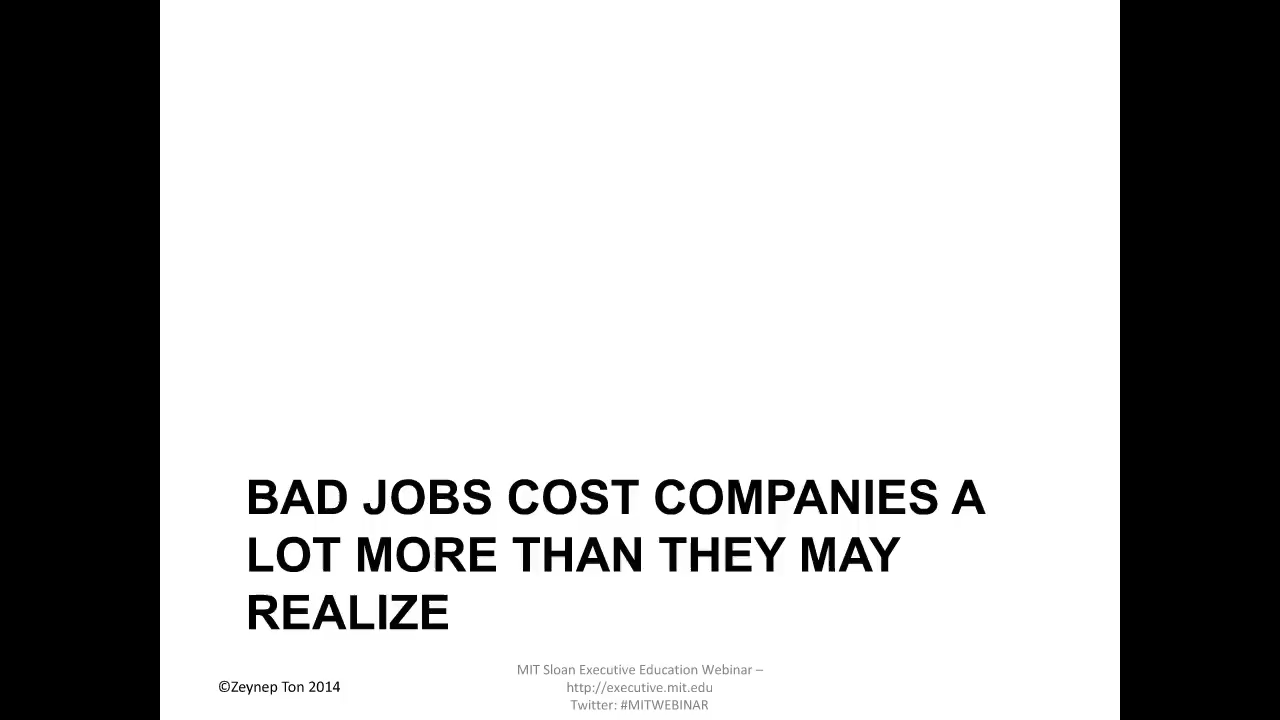 BAD JOBS COST COMPANIES A
LOT MORE THAN THEY MAY
REALIZE
©Zeynep Ton 2014
MIT Sloan Executive Education Webinar –
http://executive.mit.edu
Twitter: #MITWEBINAR